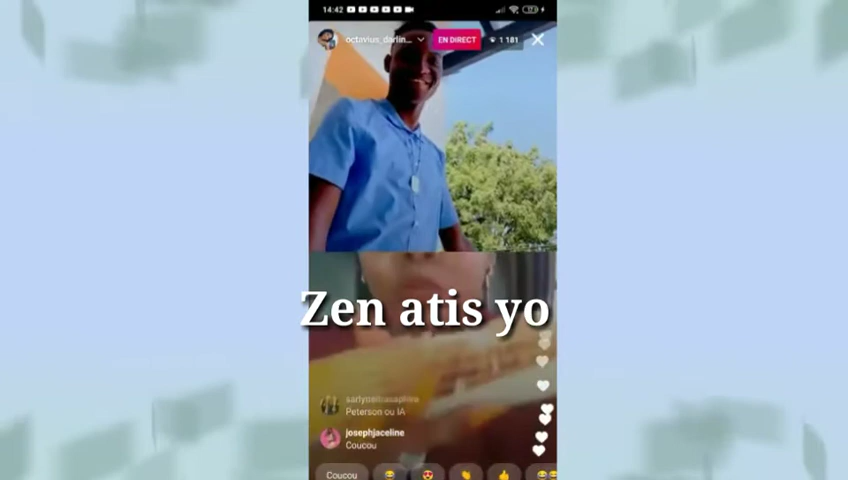 14:42
octavius_darlin...
EN DIRECT
1 181
Zen atis yo
Peterson ou IA
josephjaceline
Coucou
Coucou